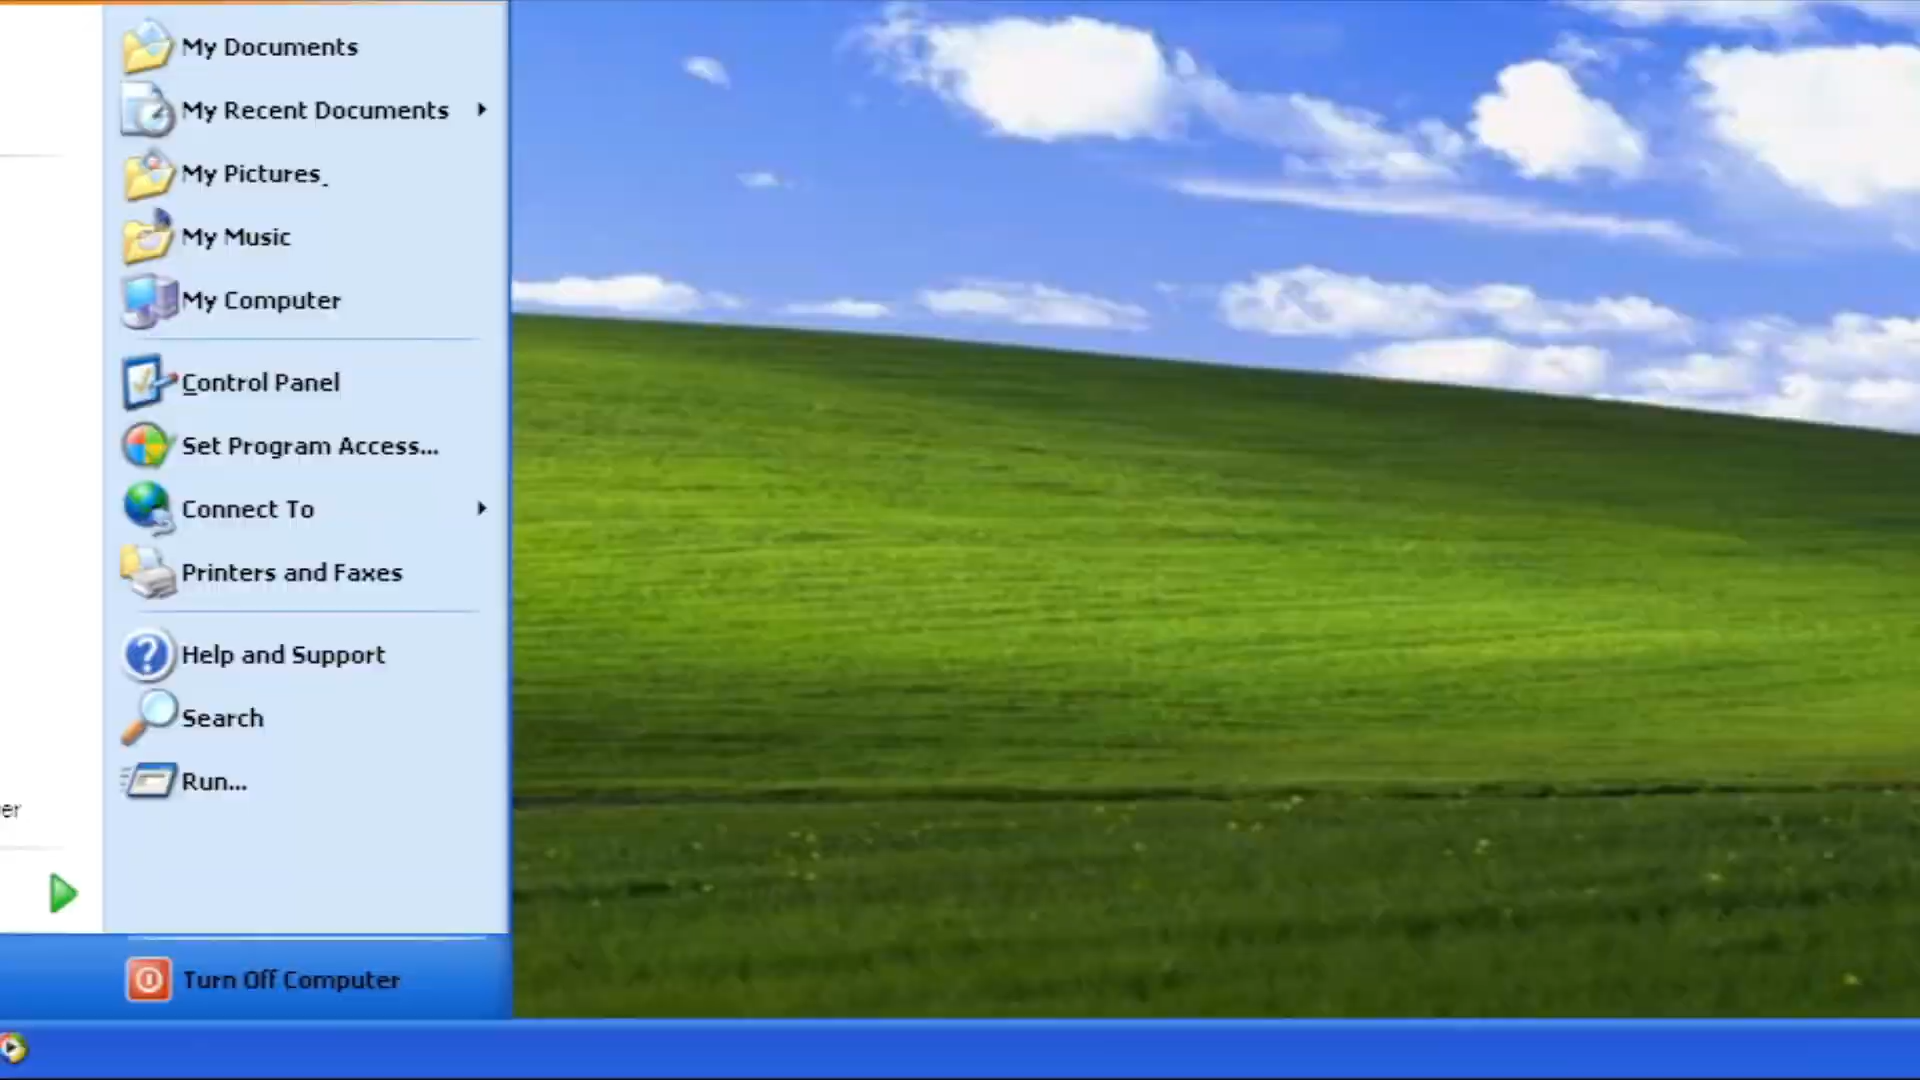 My Documents
My Recent Documents
My Pictures
My Music
My Computer
Control Panel
Set Program Access...
Connect To
Printers and Faxes
Help and Support
Search
Run...
er
Turn Off Computer